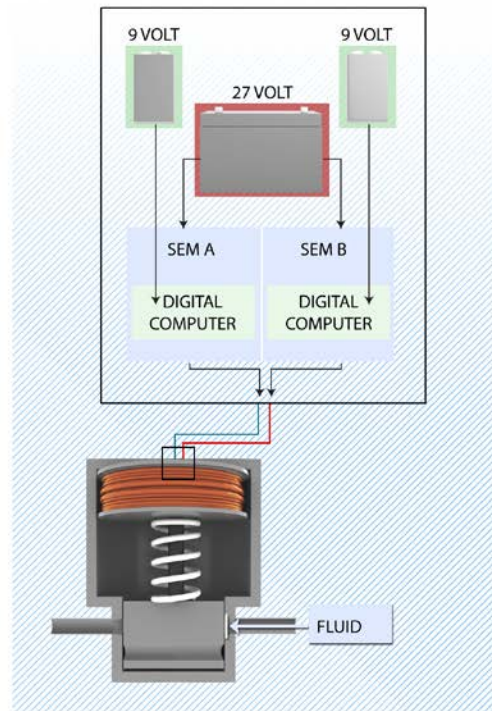 9 VOLT
9 VOLT
27 VOLT
SEM A
SEM B
DIGITAL
COMPUTER
DIGITAL
COMPUTER
FLUID